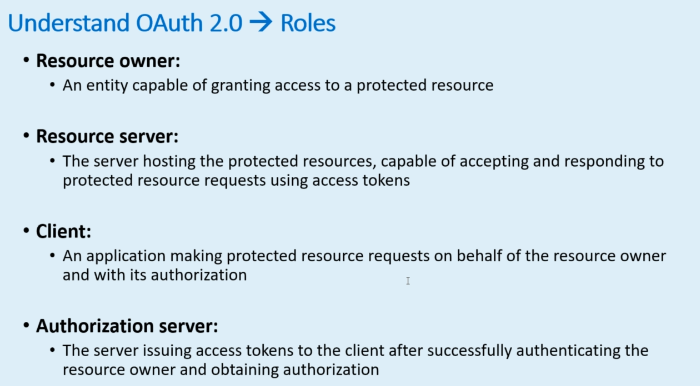 Understand OAuth 2.0 → Roles
• Resource owner:
• An entity capable of granting access to a protected resource
• Resource server:
• The server hosting the protected resources, capable of accepting and responding to
protected resource requests using access tokens
• Client:
• An application making protected resource requests on behalf of the resource owner
and with its authorization
• Authorization server:
• The server issuing access tokens to the client after successfully authenticating the
resource owner and obtaining authorization